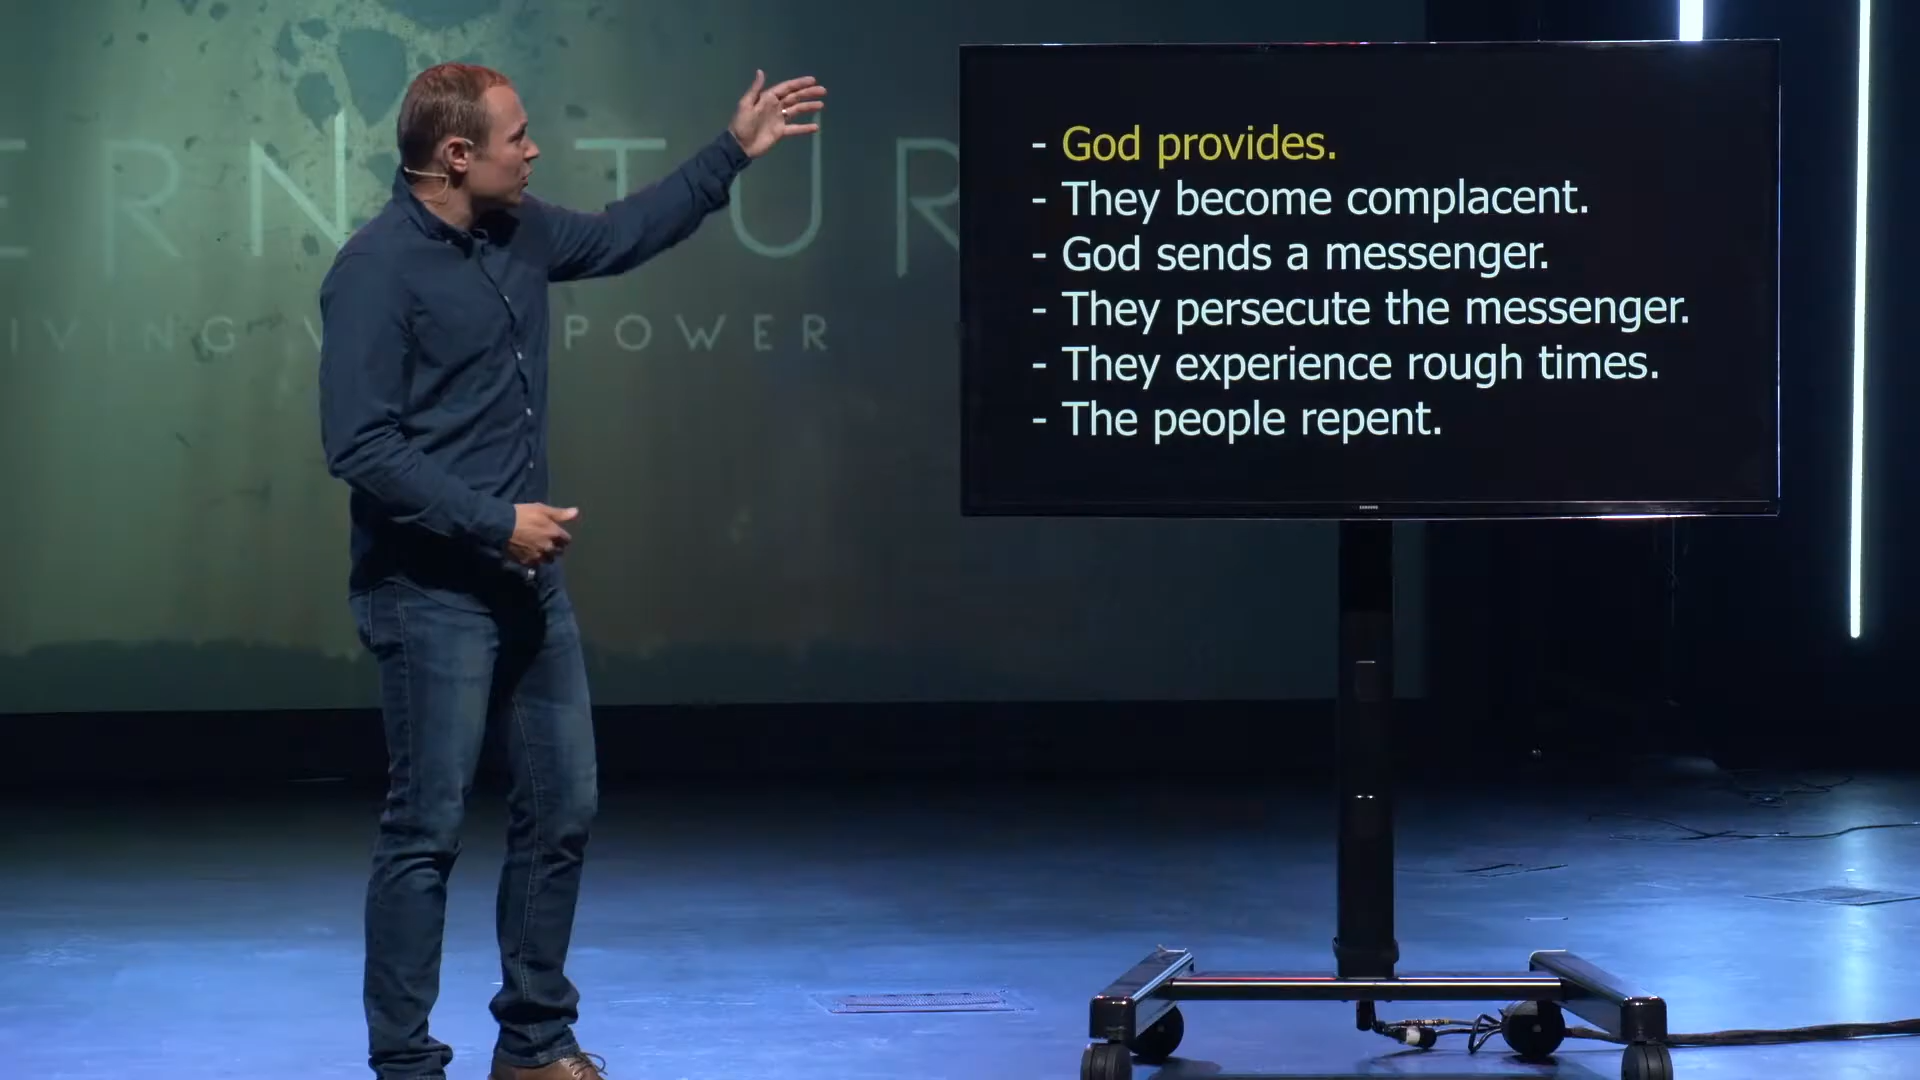 - God provides.
- They become complacent.
- God sends a messenger.
- They persecute the messenger.
- They experience rough times.
- The people repent.
POWER
SAMSUNG